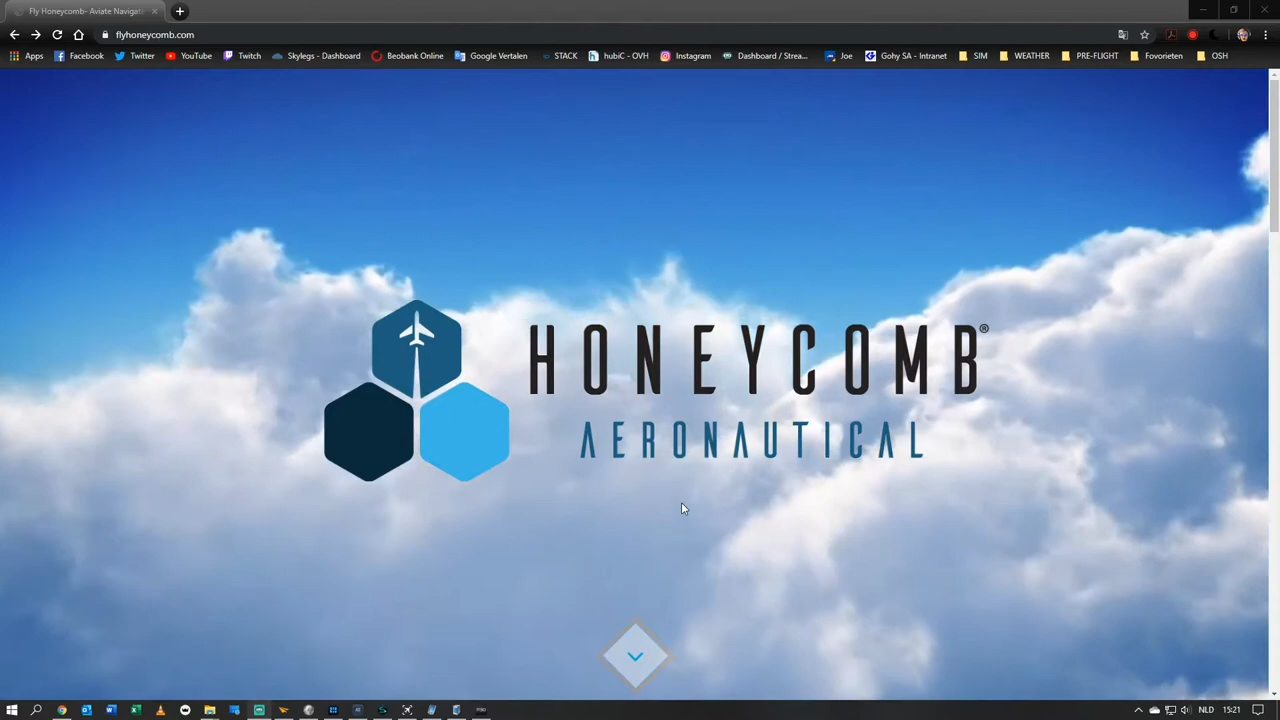 Fly Honeycomb- Aviate Navigate
flyhoneycomb.com
Apps Facebook Twitter YouTube Twitch Skylegs - Dashboard Beobank Online Google Vertalen STACK hubiC - OVH Instagram Dashboard / Strea... Joe Gohy SA - Intranet SIM WEATHER PRE-FLIGHT Favorieten OSH
HONEYCOMB®
AERONAUTICAL
NLD 15:21